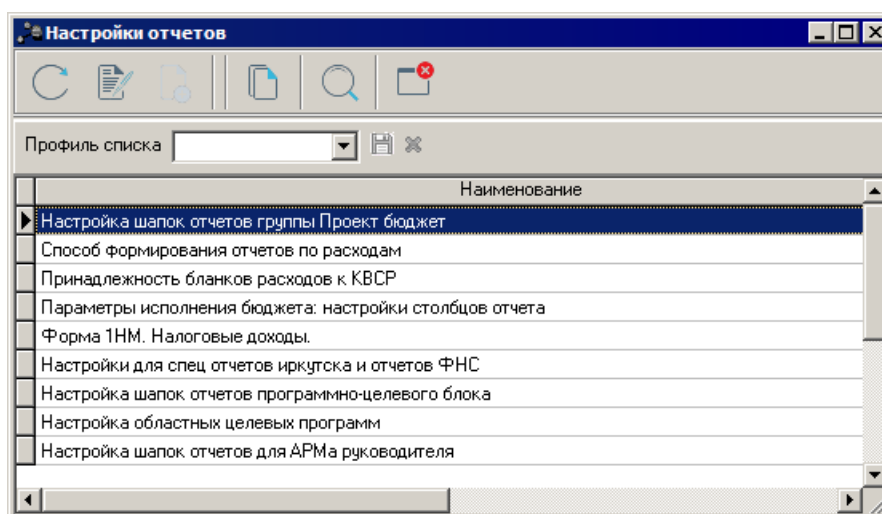 Настройки отчетов
Профиль списка
Наименование
Настройка шапок отчетов группы Проект бюджет
Способ формирования отчетов по расходам
Принадлежность бланков расходов к КВСР
Параметры исполнения бюджета: настройки столбцов отчета
Форма 1НМ. Налоговые доходы.
Настройки для спец отчетов иркутска и отчетов ФНС
Настройка шапок отчетов программно-целевого блока
Настройка областных целевых программ
Настройка шапок отчетов для АРМа руководителя